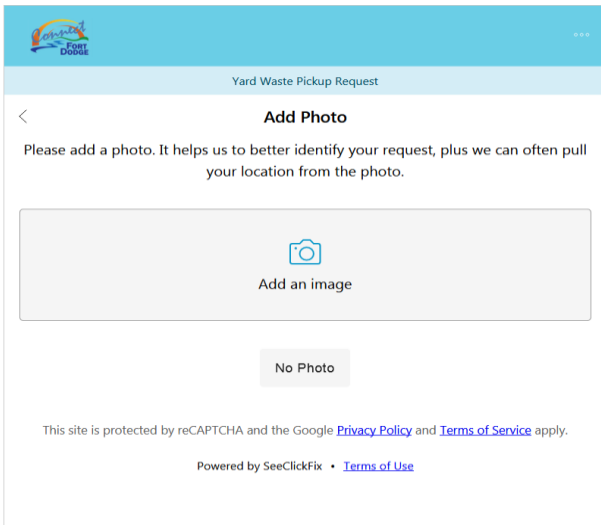 Connect
FORT
DODGE
Yard Waste Pickup Request
Add Photo
Please add a photo. It helps us to better identify your request, plus we can often pull
your location from the photo.
Add an image
No Photo
This site is protected by reCAPTCHA and the Google Privacy Policy and Terms of Service apply.
Powered by SeeClickFix • Terms of Use